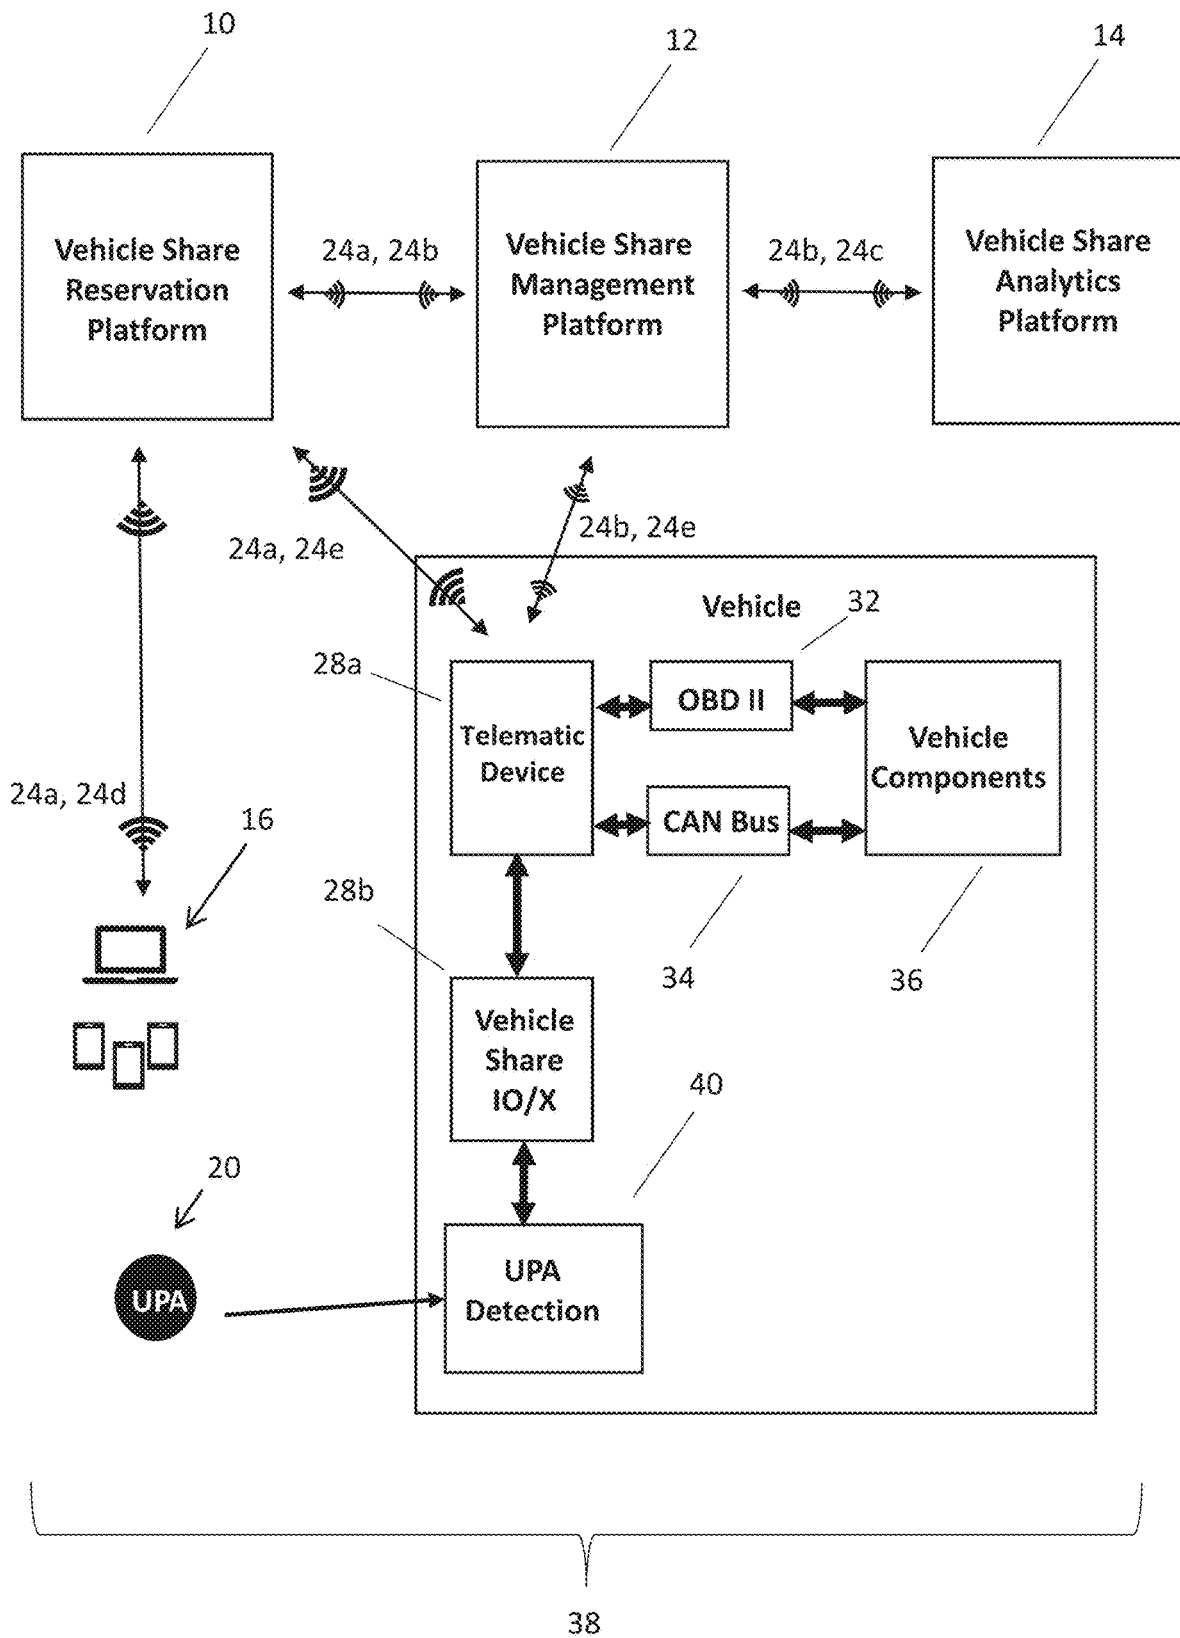 10
12
14
Vehicle Share
Reservation
Platform
24a, 24b
Vehicle Share
Management
Platform
24b, 24c
Vehicle Share
Analytics
Platform
24a, 24e
24b, 24e
24a, 24d
16
Vehicle
32
28a
Telematic
Device
OBD II
CAN Bus
Vehicle
Components
28b
34
36
Vehicle
Share
IO/X
40
20
UPA
UPA
Detection
38